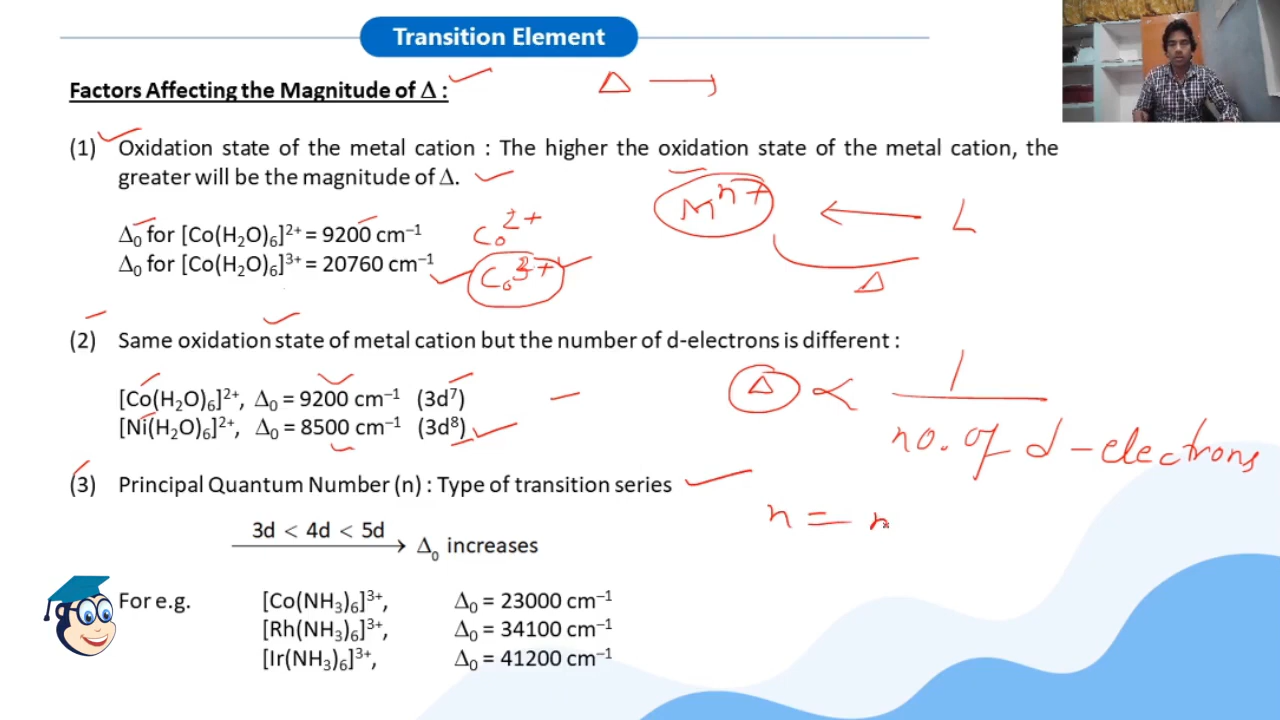 Transition Element
Factors Affecting the Magnitude of Δ :
Δ →
(1) Oxidation state of the metal cation : The higher the oxidation state of the metal cation, the
greater will be the magnitude of Δ.
Mⁿ⁺ ← L
Δ
Δ₀ for [Co(H₂O)₆]²⁺ = 9200 cm⁻¹
Co²⁺
Δ₀ for [Co(H₂O)₆]³⁺ = 20760 cm⁻¹
Co³⁺
(2) Same oxidation state of metal cation but the number of d-electrons is different :
[Co(H₂O)₆]²⁺, Δ₀ = 9200 cm⁻¹ (3d⁷)
[Ni(H₂O)₆]²⁺, Δ₀ = 8500 cm⁻¹ (3d⁸)
Δ ∝ 1
no. of d-electrons
(3) Principal Quantum Number (n) : Type of transition series
n = n
3d < 4d < 5d
Δ₀ increases
For e.g. [Co(NH₃)₆]³⁺, Δ₀ = 23000 cm⁻¹
[Rh(NH₃)₆]³⁺, Δ₀ = 34100 cm⁻¹
[Ir(NH₃)₆]³⁺, Δ₀ = 41200 cm⁻¹